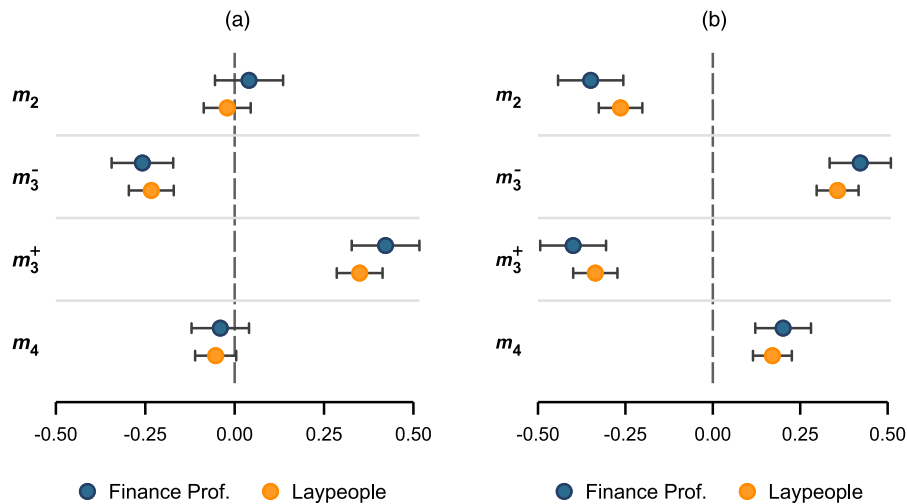 (a)
m2
m3-
m3+
m4
-0.50 -0.25 0.00 0.25 0.50
Finance Prof. Laypeople
(b)
m2
m3-
m3+
m4
-0.50 -0.25 0.00 0.25 0.50
Finance Prof. Laypeople